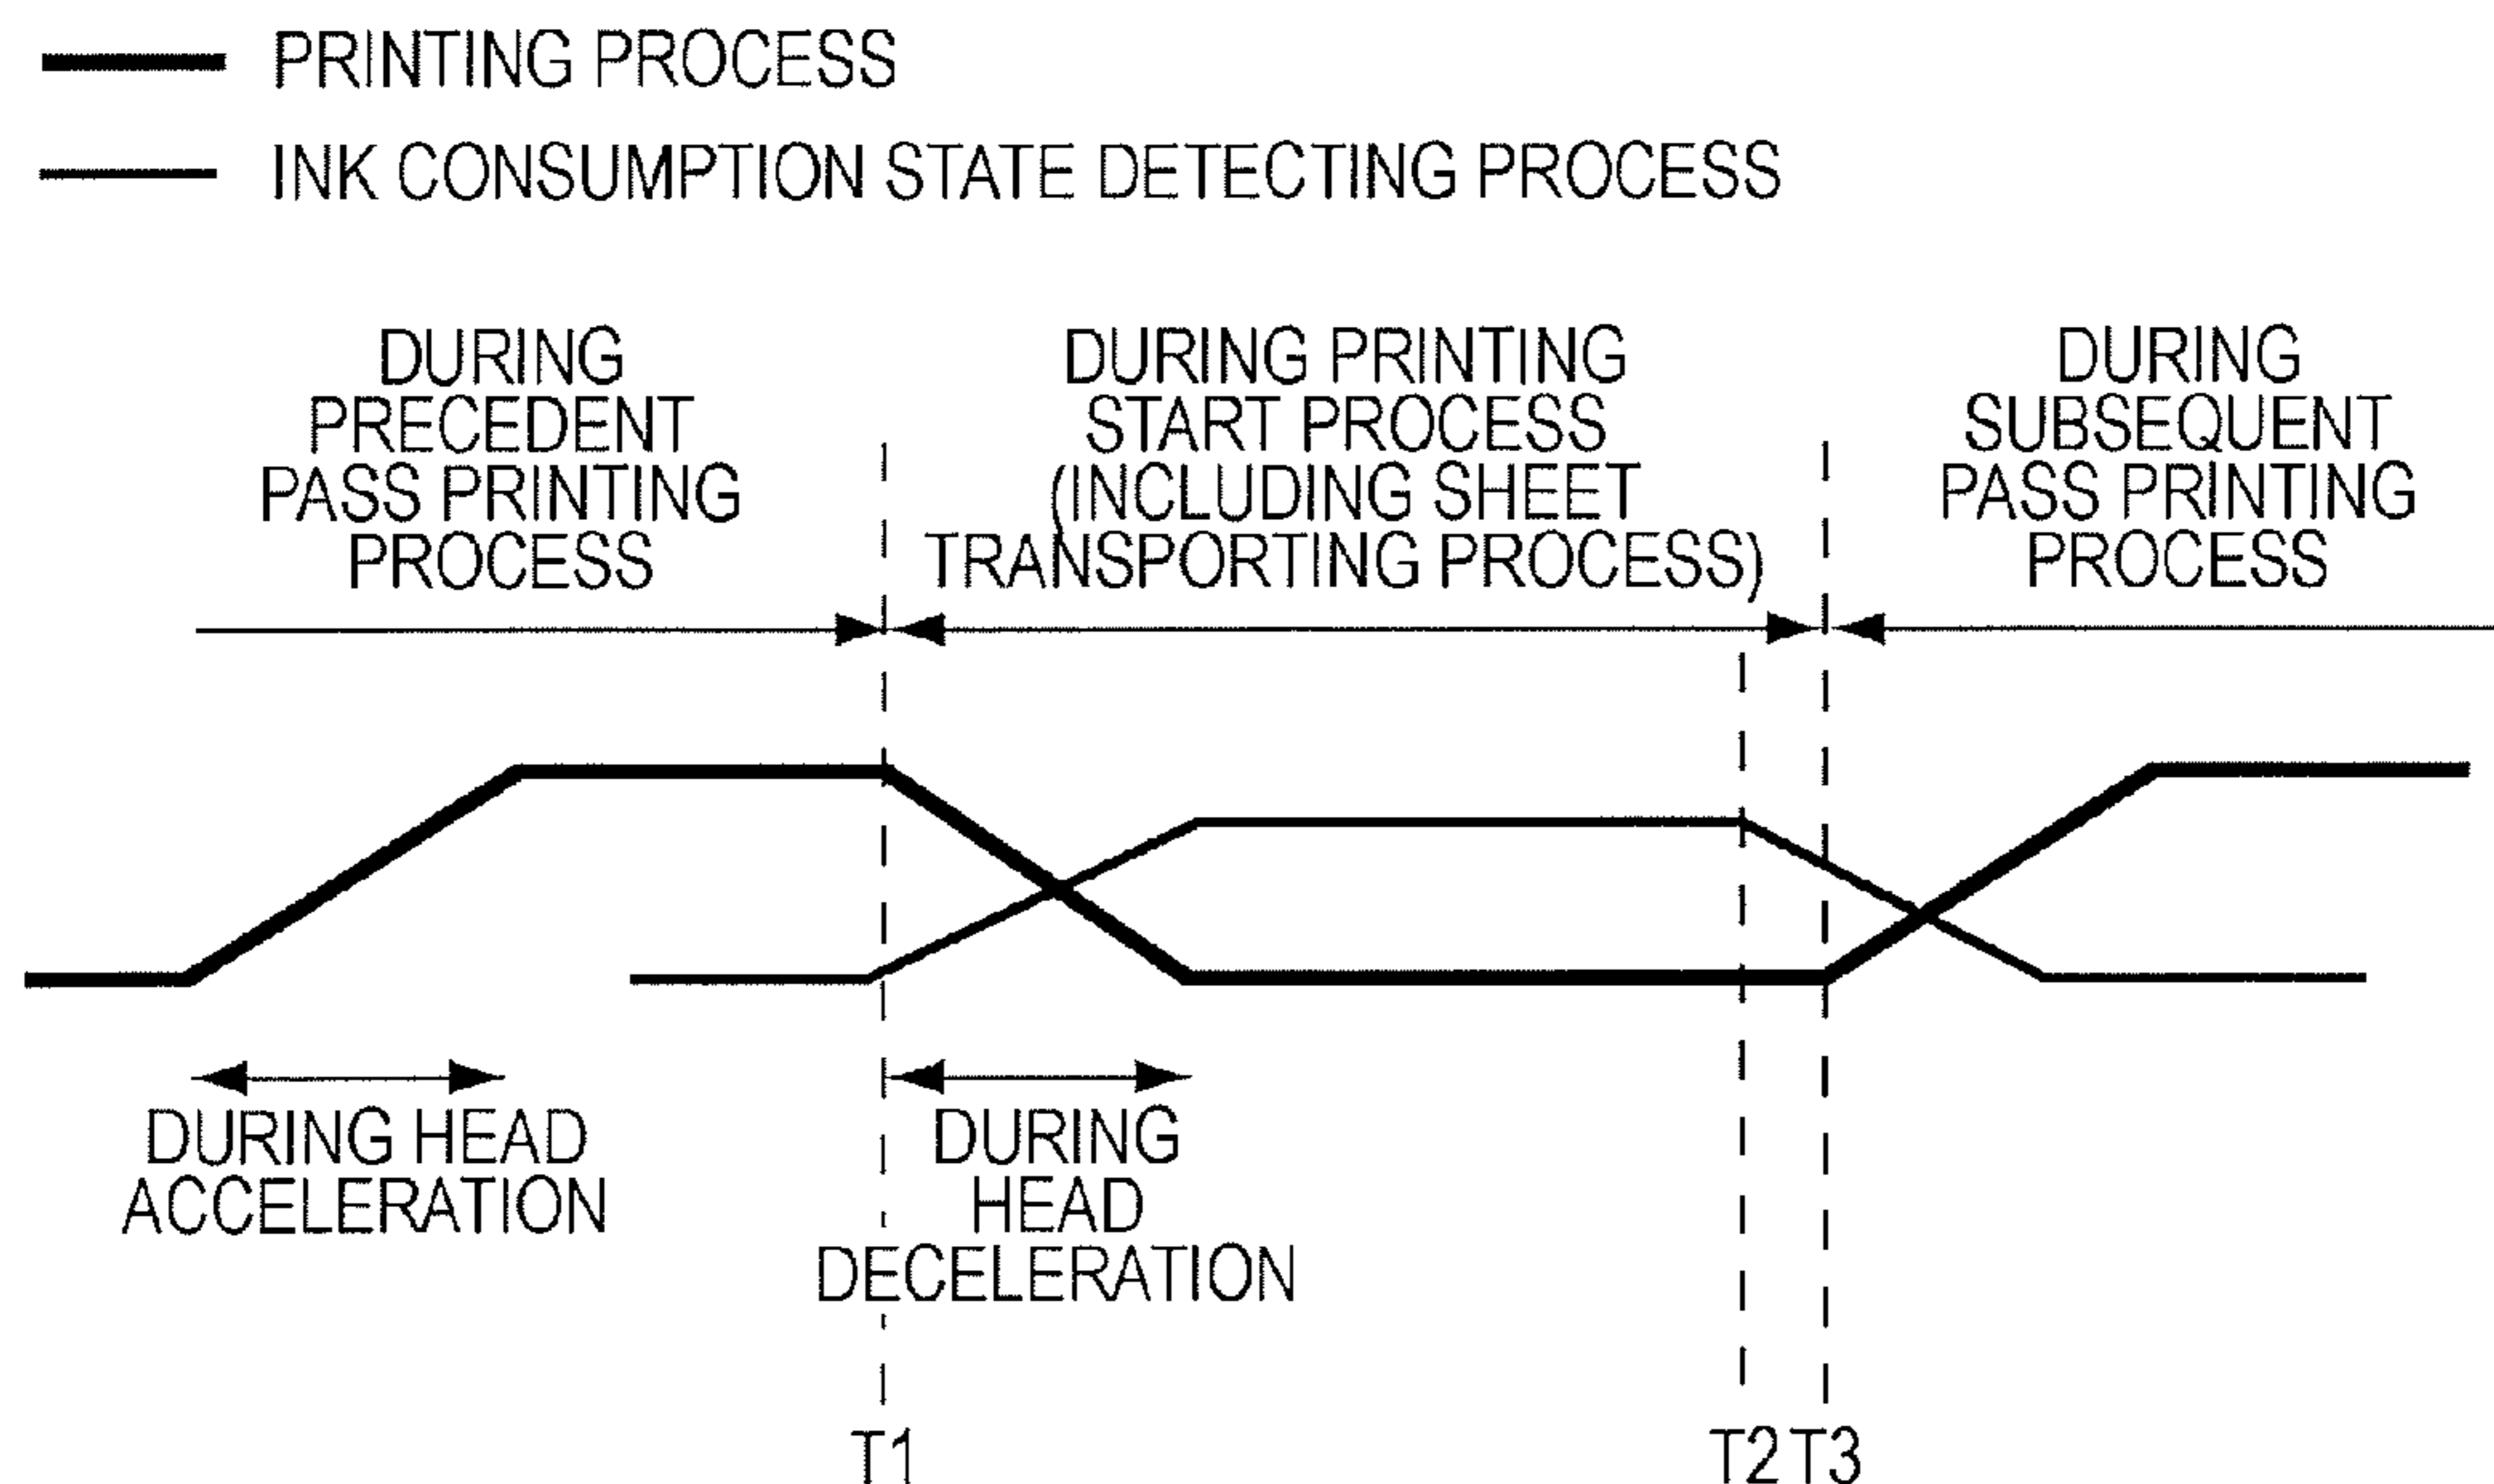 PRINTING PROCESS
INK CONSUMPTION STATE DETECTING PROCESS
DURING
PRECEDENT
PASS PRINTING
PROCESS
DURING PRINTING
START PROCESS
(INCLUDING SHEET
TRANSPORTING PROCESS)
DURING
SUBSEQUENT
PASS PRINTING
PROCESS
DURING HEAD
ACCELERATION
DURING
HEAD
DECELERATION
T1
T2
T3